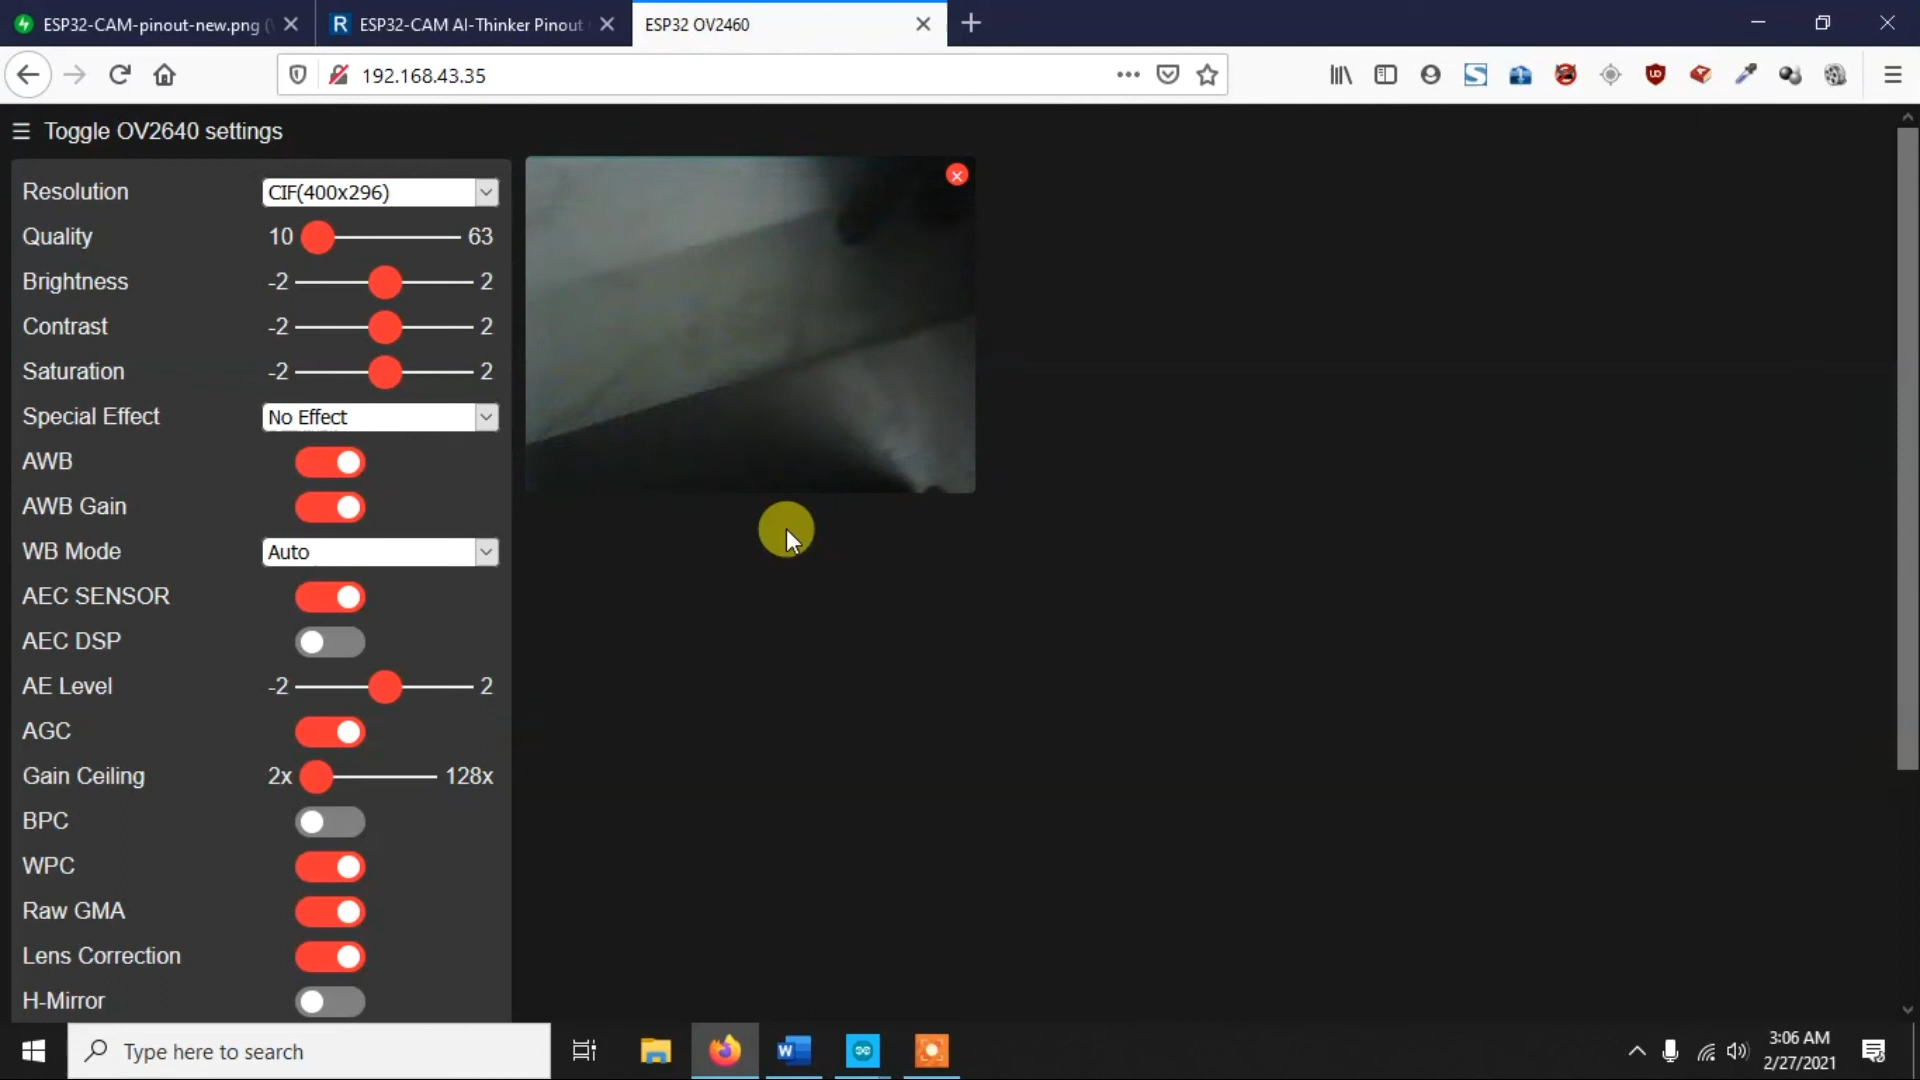 ESP32-CAM-pinout-new.png (
ESP32-CAM AI-Thinker Pinout
ESP32 OV2460
192.168.43.35
Toggle OV2640 settings
Resolution CIF(400x296)
Quality 10 63
Brightness -2 2
Contrast -2 2
Saturation -2 2
Special Effect No Effect
AWB
AWB Gain
WB Mode Auto
AEC SENSOR
AEC DSP
AE Level -2 2
AGC
Gain Ceiling 2x 128x
BPC
WPC
Raw GMA
Lens Correction
H-Mirror
Type here to search
3:06 AM
2/27/2021